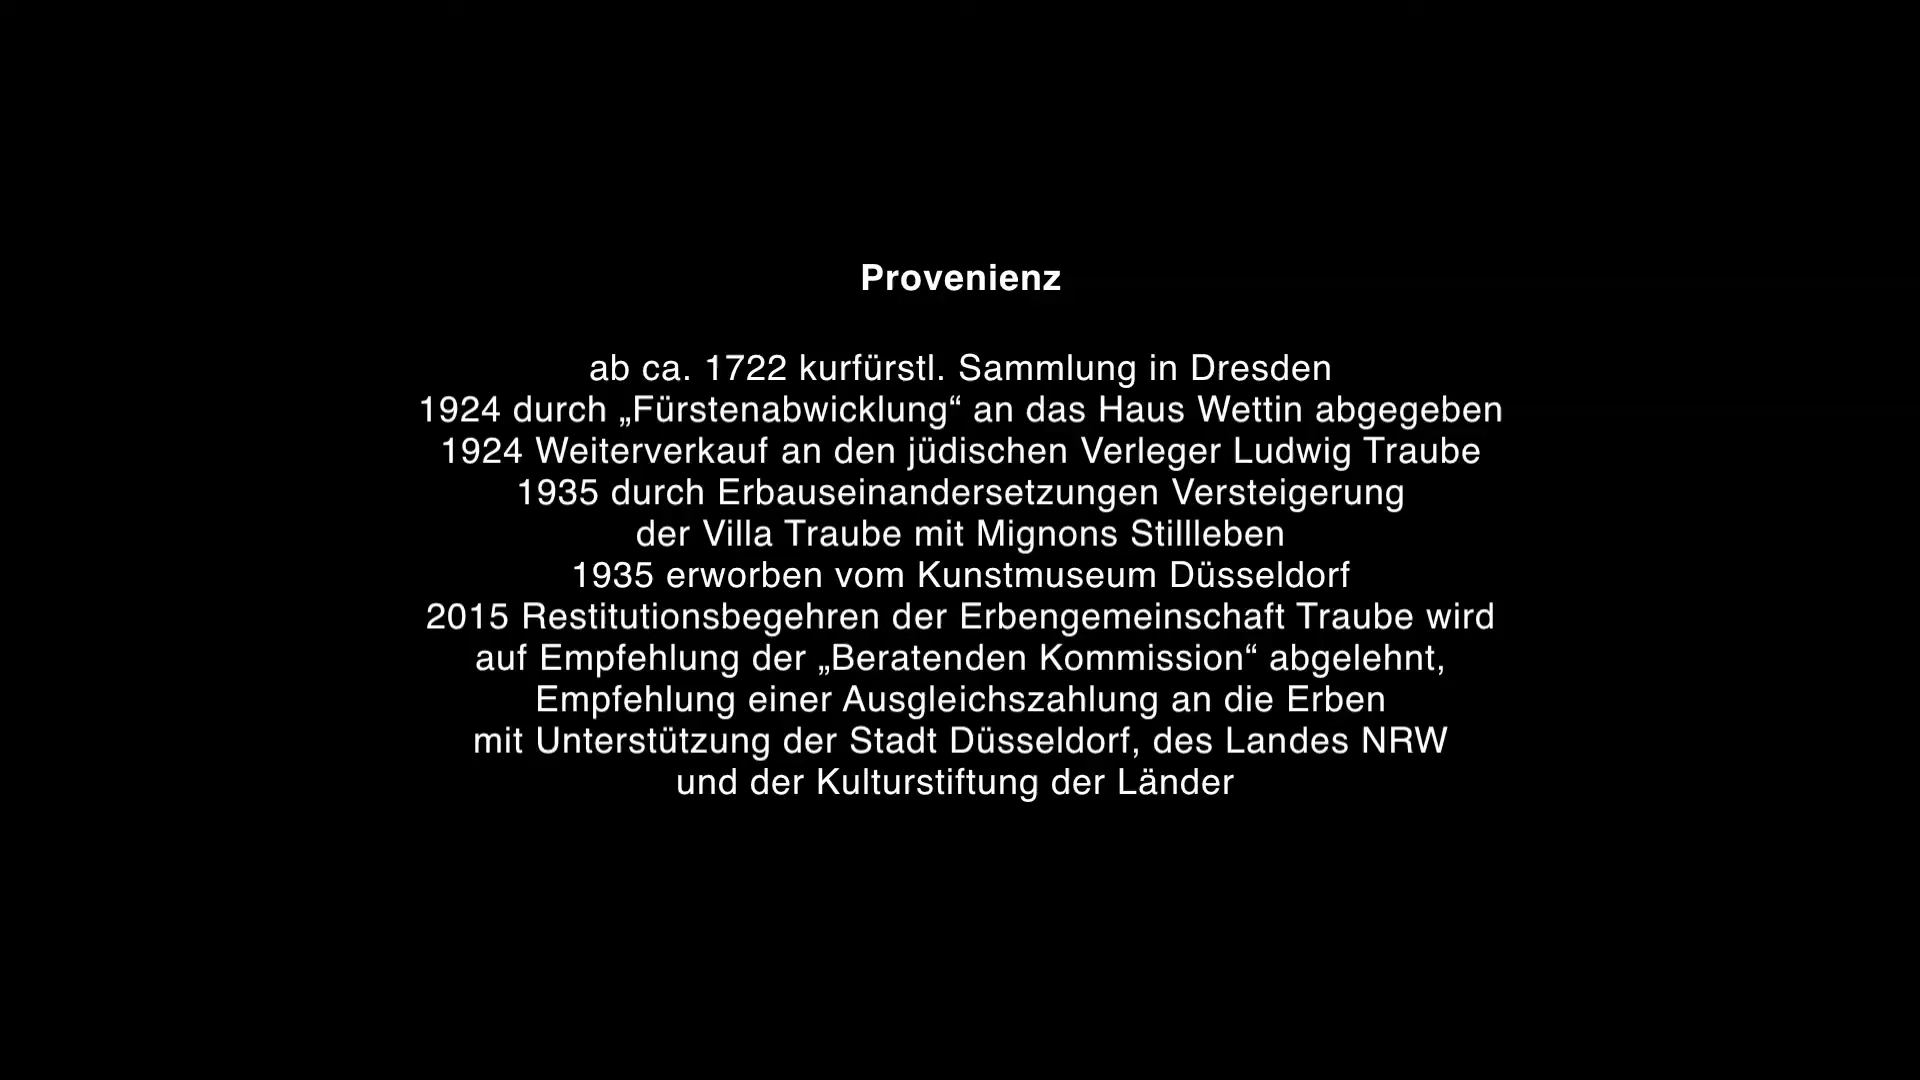 Provenienz
ab ca. 1722 kurfürstl. Sammlung in Dresden
1924 durch „Fürstenabwicklung“ an das Haus Wettin abgegeben
1924 Weiterverkauf an den jüdischen Verleger Ludwig Traube
1935 durch Erbauseinandersetzungen Versteigerung
der Villa Traube mit Mignons Stillleben
1935 erworben vom Kunstmuseum Düsseldorf
2015 Restitutionsbegehren der Erbengemeinschaft Traube wird
auf Empfehlung der „Beratenden Kommission“ abgelehnt,
Empfehlung einer Ausgleichszahlung an die Erben
mit Unterstützung der Stadt Düsseldorf, des Landes NRW
und der Kulturstiftung der Länder